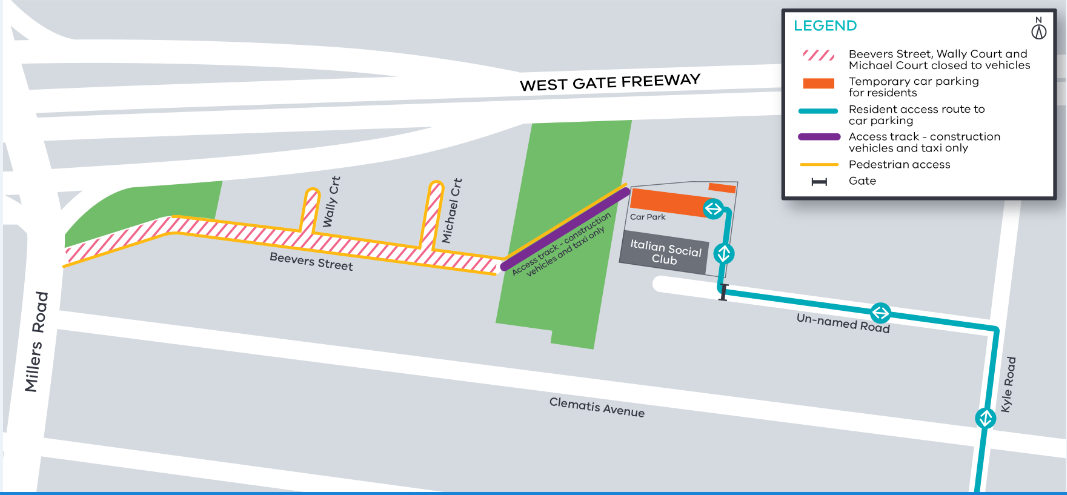 LEGEND
N
Beevers Street, Wally Court and
Michael Court closed to vehicles
Temporary car parking
for residents
Resident access route to
car parking
Access track - construction
vehicles and taxi only
Pedestrian access
Gate
WEST GATE FREEWAY
Wally Crt
Michael Crt
Beevers Street
Access track - construction
vehicles and taxi only
Car Park
Italian Social
Club
Un-named Road
Millers Road
Clematis Avenue
Kyle Road